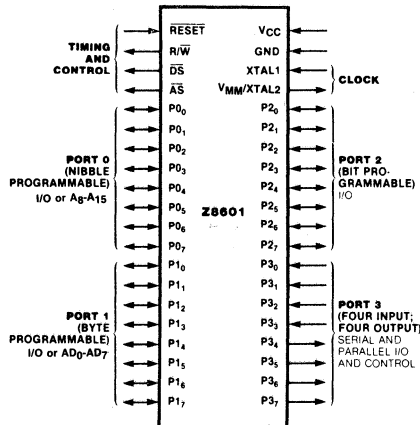 TIMING
AND
CONTROL
RESET
R/W
DS
AS
VCC
GND
XTAL1
VMM/XTAL2
CLOCK
PORT 0
(NIBBLE
PROGRAMMABLE)
I/O or A8-A15
P00
P01
P02
P03
P04
P05
P06
P07
Z8601
P20
P21
P22
P23
P24
P25
P26
P27
PORT 2
(BIT PRO-
GRAMMABLE)
I/O
PORT 1
(BYTE
PROGRAMMABLE)
I/O or AD0-AD7
P10
P11
P12
P13
P14
P15
P16
P17
P30
P31
P32
P33
P34
P35
P36
P37
PORT 3
(FOUR INPUT;
FOUR OUTPUT)
SERIAL AND
PARALLEL I/O
AND CONTROL